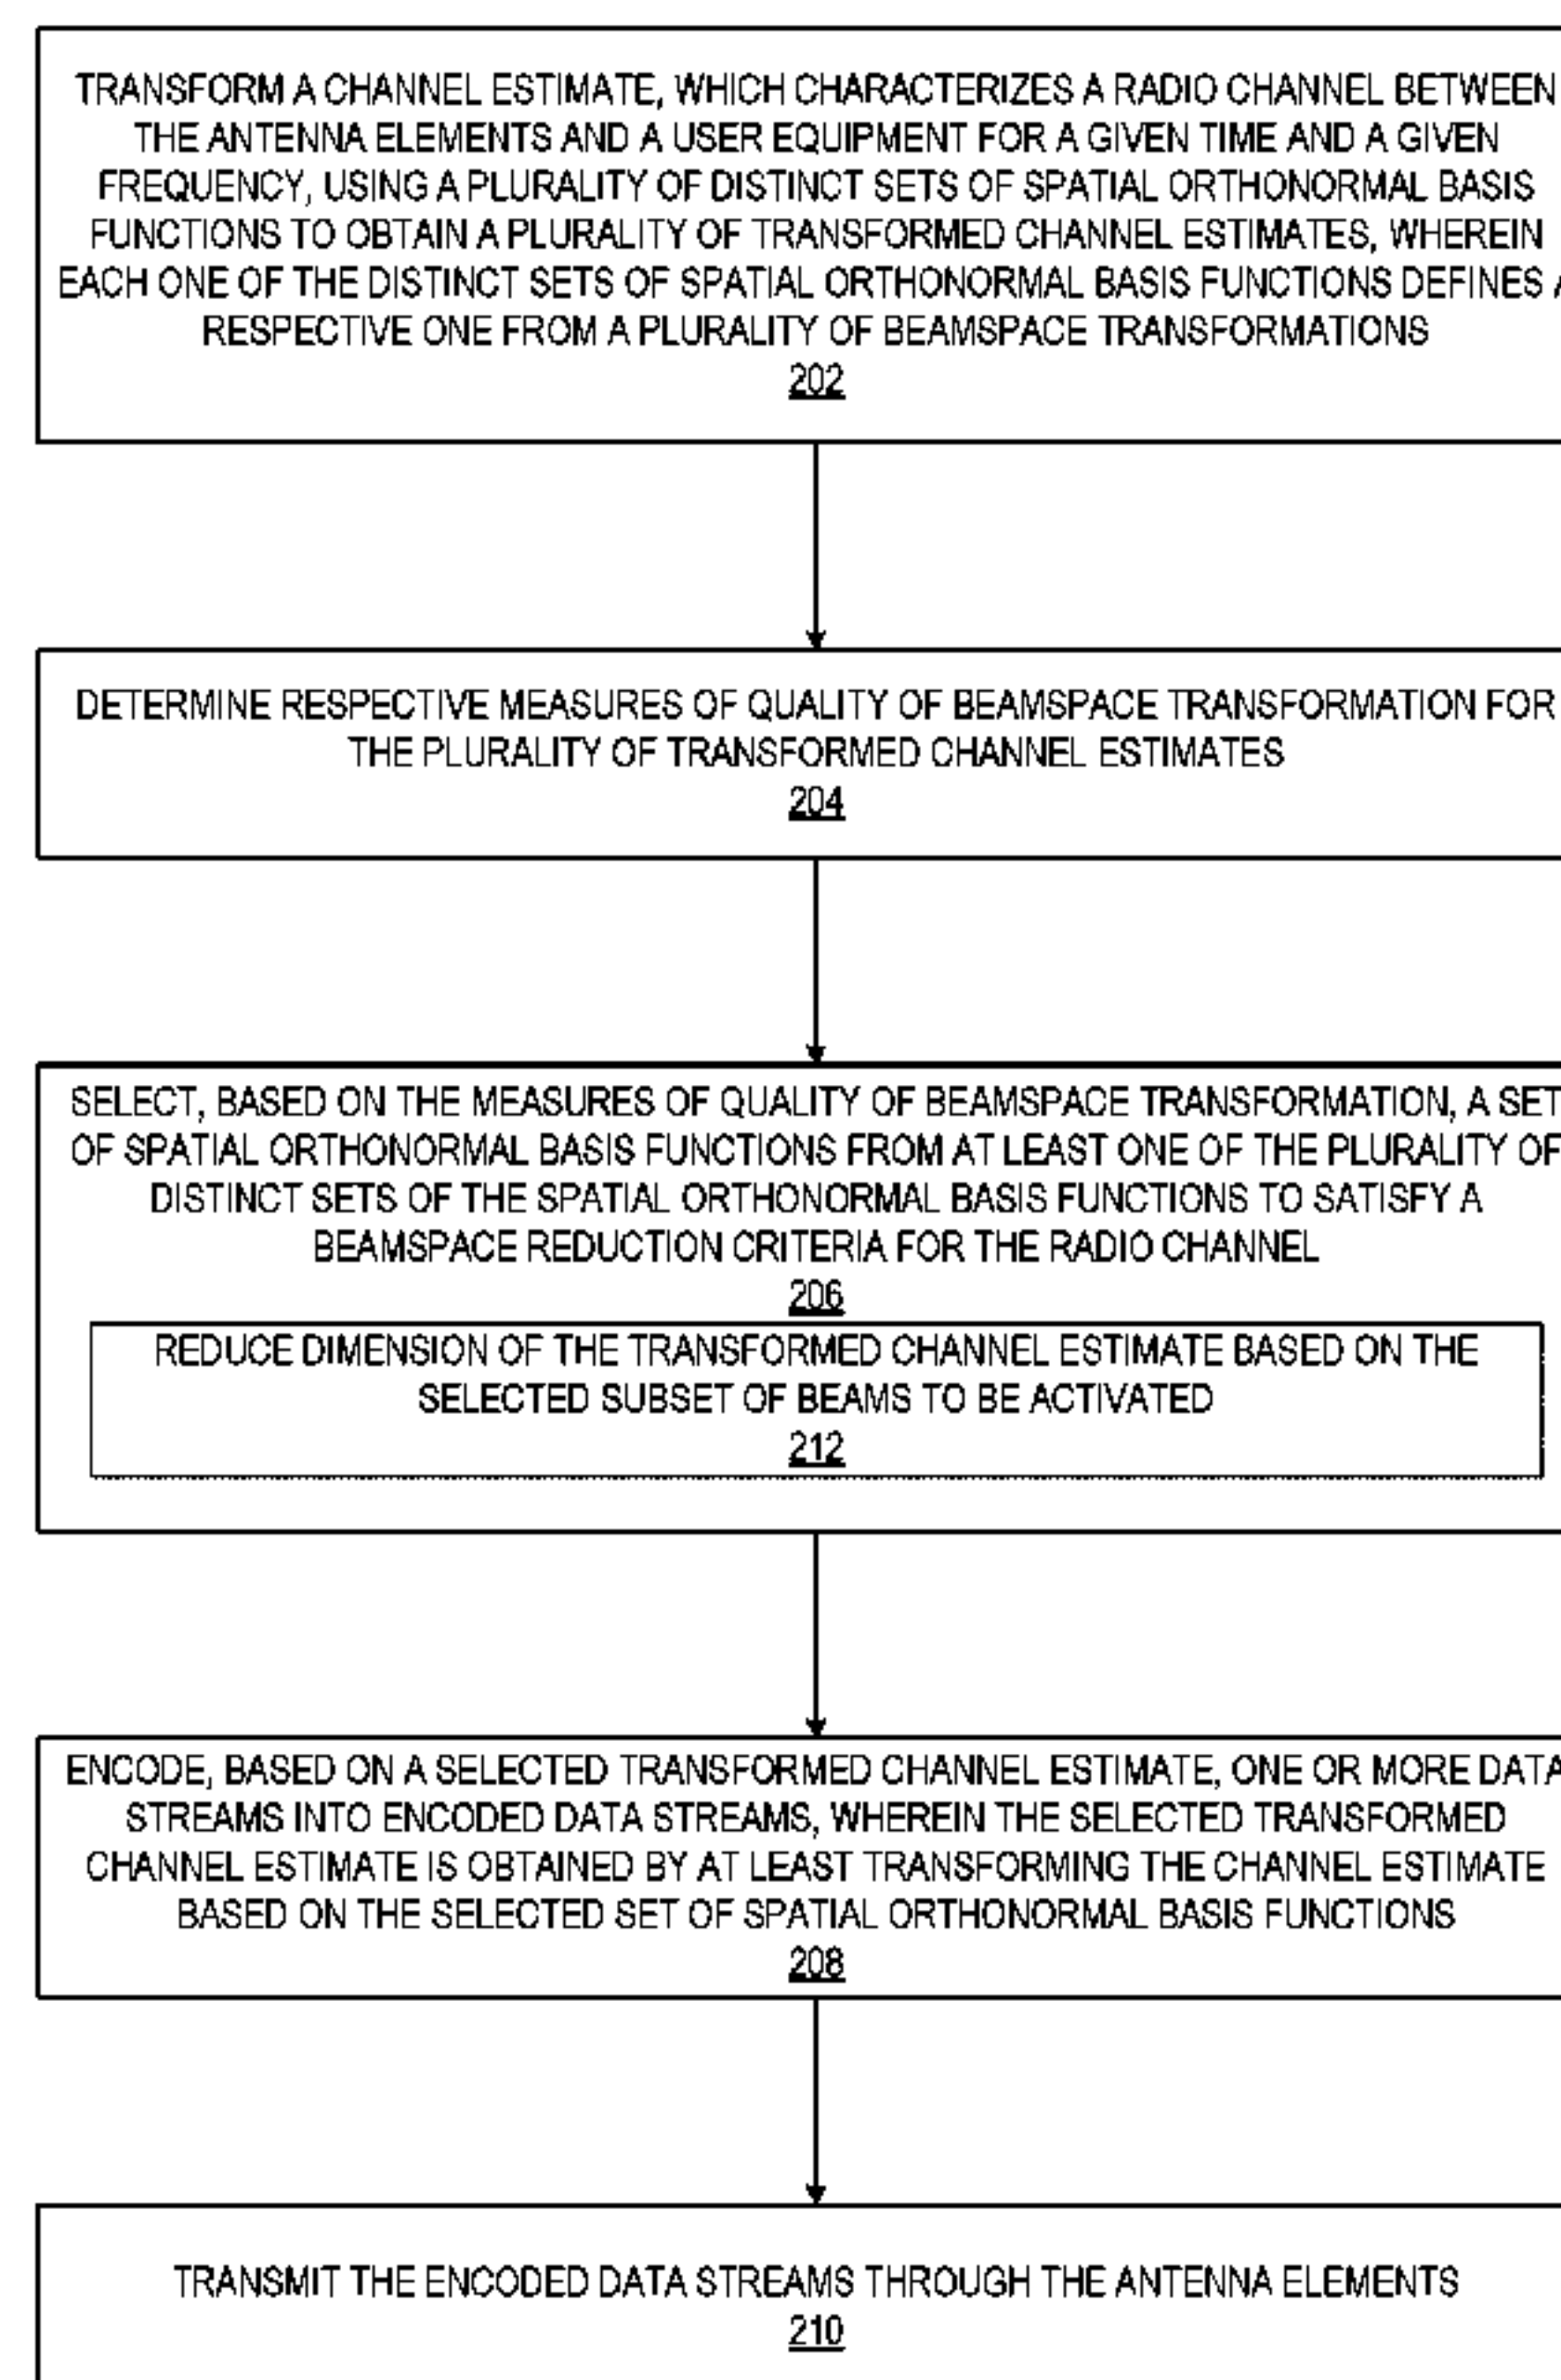 TRANSFORM A CHANNEL ESTIMATE, WHICH CHARACTERIZES A RADIO CHANNEL BETWEEN
THE ANTENNA ELEMENTS AND A USER EQUIPMENT FOR A GIVEN TIME AND A GIVEN
FREQUENCY, USING A PLURALITY OF DISTINCT SETS OF SPATIAL ORTHONORMAL BASIS
FUNCTIONS TO OBTAIN A PLURALITY OF TRANSFORMED CHANNEL ESTIMATES, WHEREIN
EACH ONE OF THE DISTINCT SETS OF SPATIAL ORTHONORMAL BASIS FUNCTIONS DEFINES A
RESPECTIVE ONE FROM A PLURALITY OF BEAMSPACE TRANSFORMATIONS
202
DETERMINE RESPECTIVE MEASURES OF QUALITY OF BEAMSPACE TRANSFORMATION FOR
THE PLURALITY OF TRANSFORMED CHANNEL ESTIMATES
204
SELECT, BASED ON THE MEASURES OF QUALITY OF BEAMSPACE TRANSFORMATION, A SET
OF SPATIAL ORTHONORMAL BASIS FUNCTIONS FROM AT LEAST ONE OF THE PLURALITY OF
DISTINCT SETS OF THE SPATIAL ORTHONORMAL BASIS FUNCTIONS TO SATISFY A
BEAMSPACE REDUCTION CRITERIA FOR THE RADIO CHANNEL
206
REDUCE DIMENSION OF THE TRANSFORMED CHANNEL ESTIMATE BASED ON THE
SELECTED SUBSET OF BEAMS TO BE ACTIVATED
212
ENCODE, BASED ON A SELECTED TRANSFORMED CHANNEL ESTIMATE, ONE OR MORE DATA
STREAMS INTO ENCODED DATA STREAMS, WHEREIN THE SELECTED TRANSFORMED
CHANNEL ESTIMATE IS OBTAINED BY AT LEAST TRANSFORMING THE CHANNEL ESTIMATE
BASED ON THE SELECTED SET OF SPATIAL ORTHONORMAL BASIS FUNCTIONS
208
TRANSMIT THE ENCODED DATA STREAMS THROUGH THE ANTENNA ELEMENTS
210